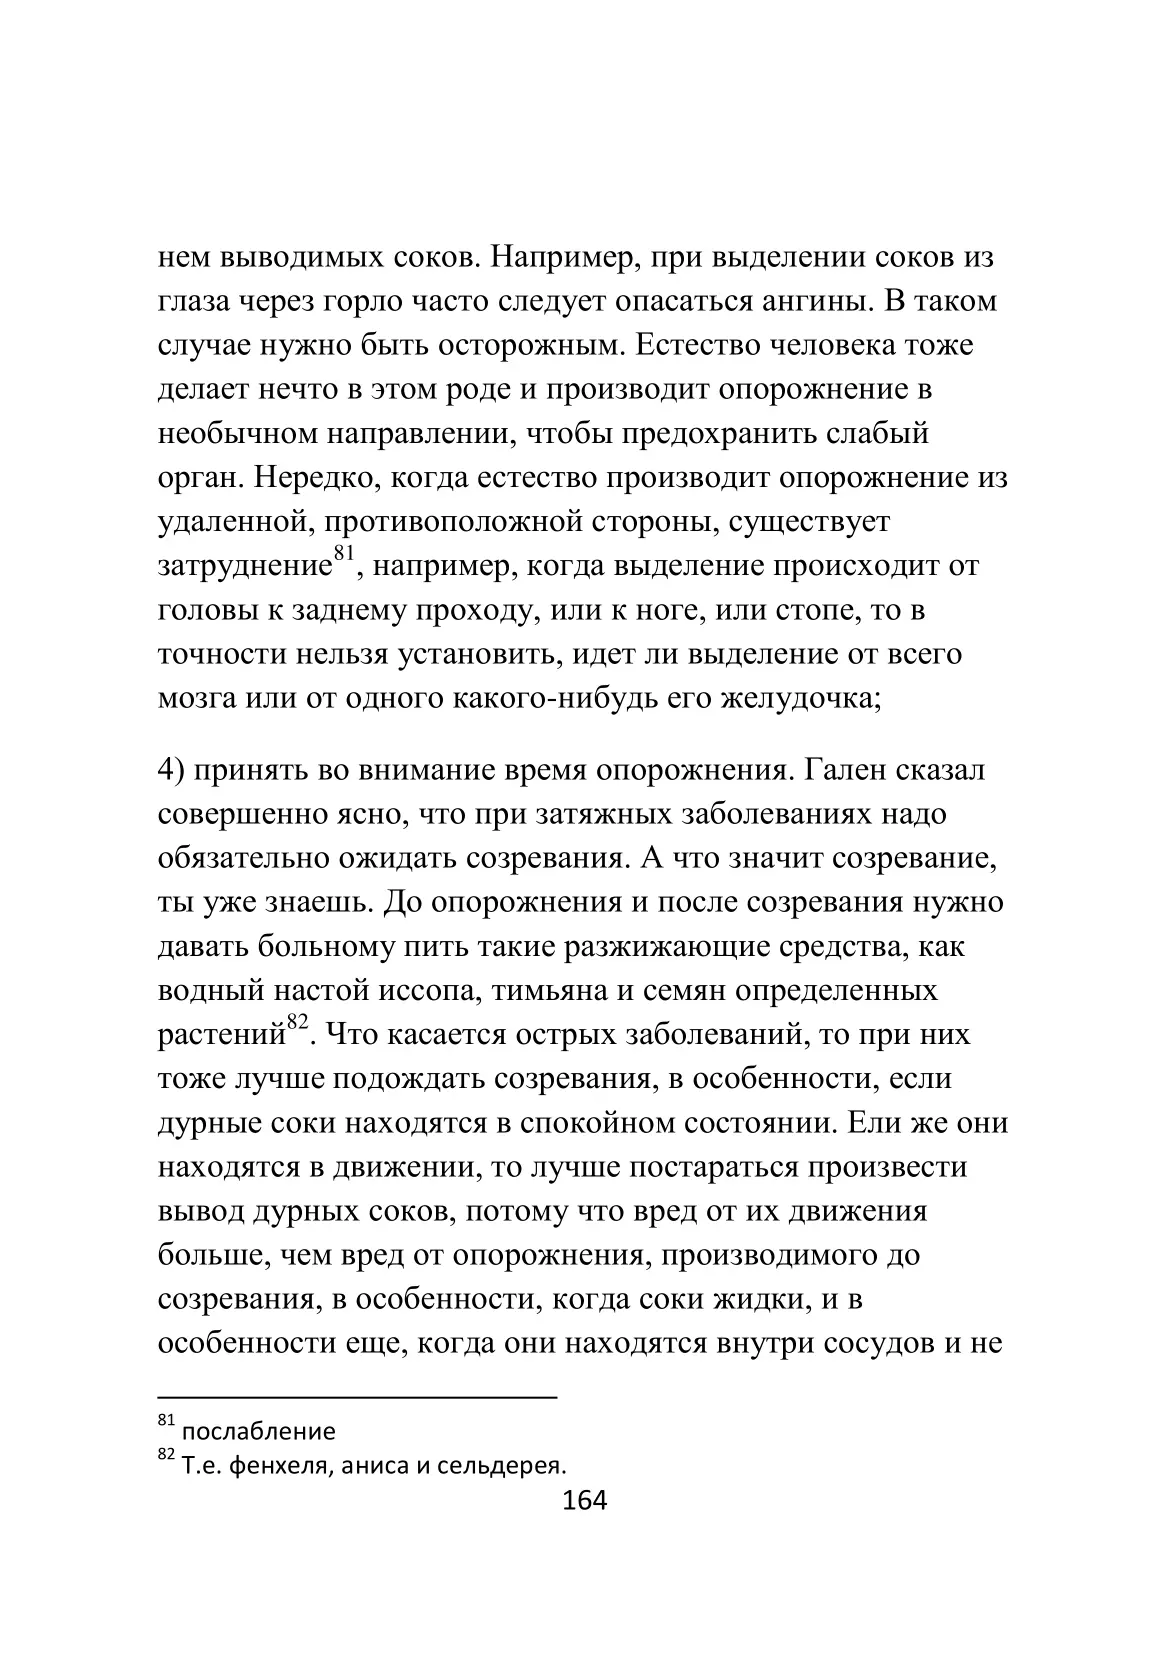 нем выводимых соков. Например, при выделении соков из
глаза через горло часто следует опасаться ангины. В таком
случае нужно быть осторожным. Естество человека тоже
делает нечто в этом роде и производит опорожнение в
необычном направлении, чтобы предохранить слабый
орган. Нередко, когда естество производит опорожнение из
удаленной, противоположной стороны, существует
затруднение81, например, когда выделение происходит от
головы к заднему проходу, или к ноге, или стопе, то в
точности нельзя установить, идет ли выделение от всего
мозга или от одного какого-нибудь его желудочка;
4) принять во внимание время опорожнения. Гален сказал
совершенно ясно, что при затяжных заболеваниях надо
обязательно ожидать созревания. А что значит созревание,
ты уже знаешь. До опорожнения и после созревания нужно
давать больному пить такие разжижающие средства, как
водный настой иссопа, тимьяна и семян определенных
растений82. Что касается острых заболеваний, то при них
тоже лучше подождать созревания, в особенности, если
дурные соки находятся в спокойном состоянии. Ели же они
находятся в движении, то лучше постараться произвести
вывод дурных соков, потому что вред от их движения
больше, чем вред от опорожнения, производимого до
созревания, в особенности, когда соки жидки, и в
особенности еще, когда они находятся внутри сосудов и не
81 послабление
82 Т.е. фенхеля, аниса и сельдерея.
164